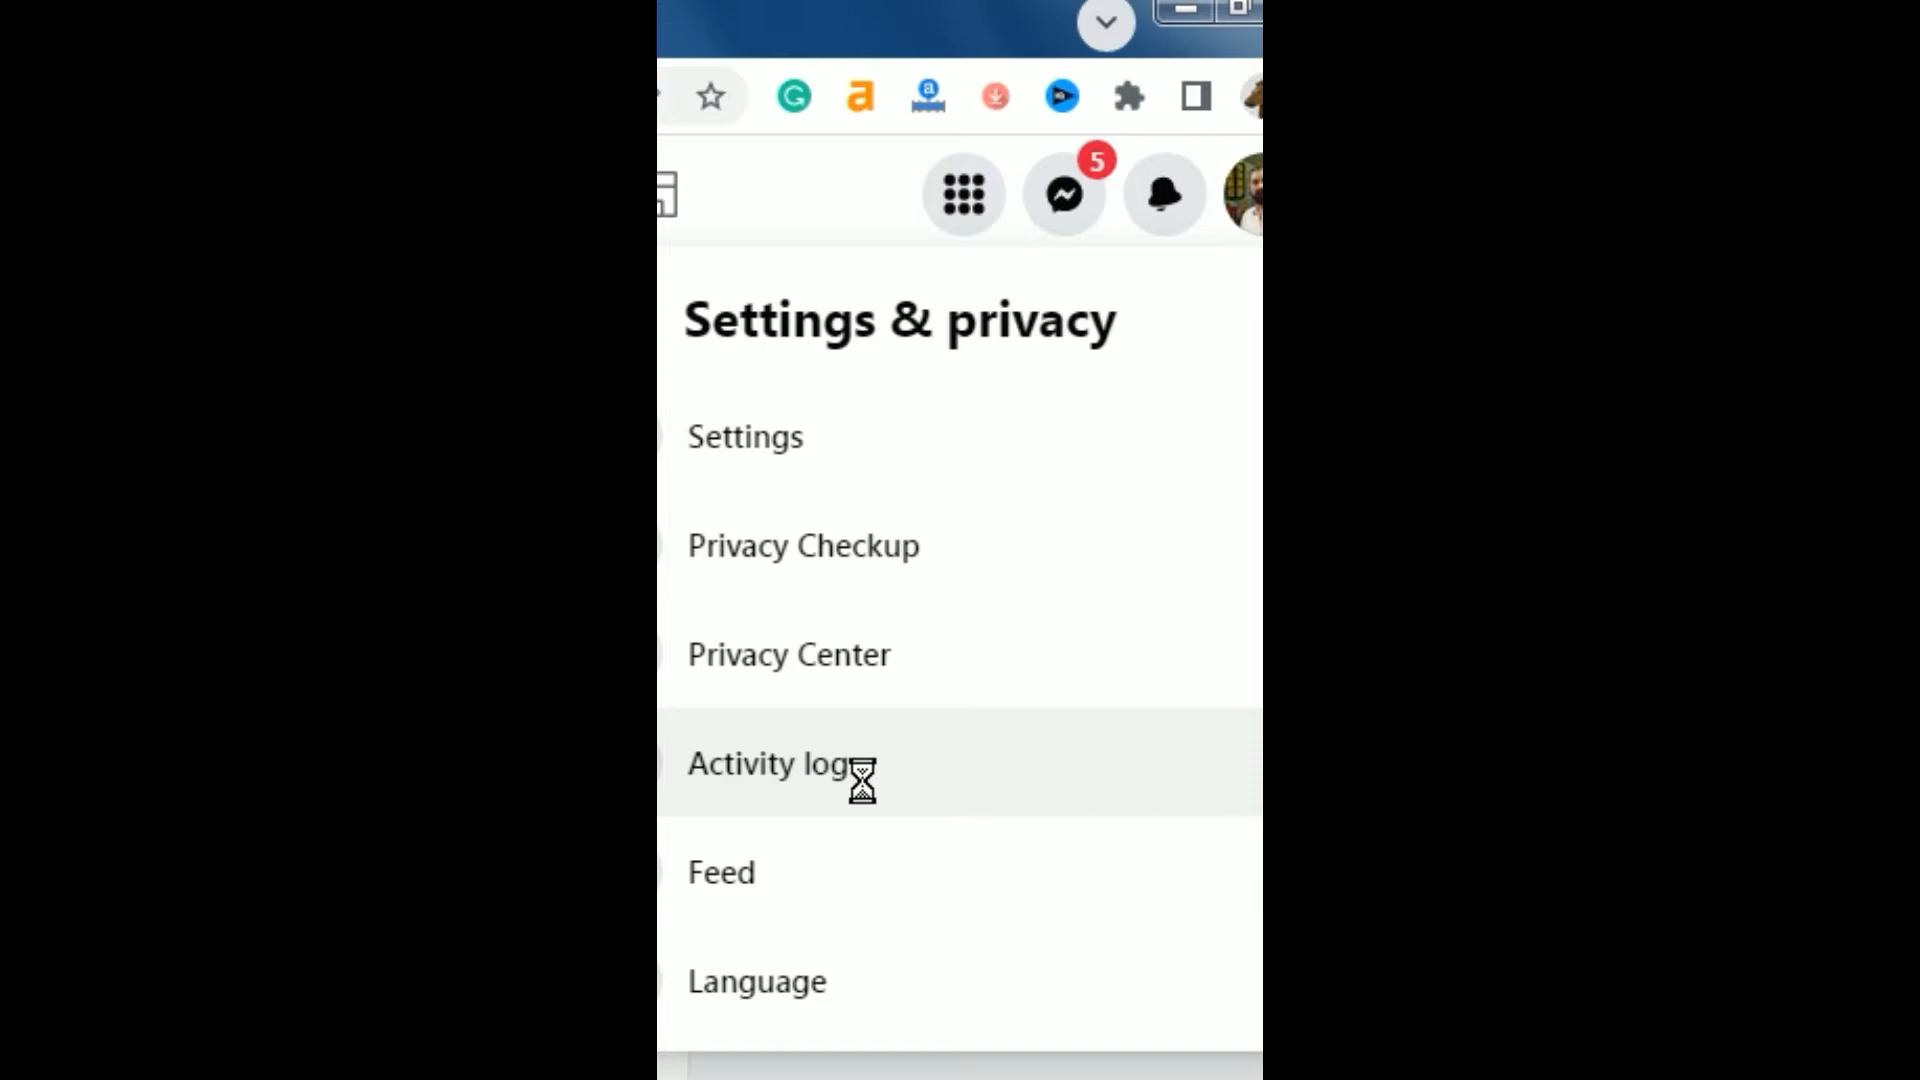 a
a
5
Settings & privacy
Settings
Privacy Checkup
Privacy Center
Activity log
Feed
Language